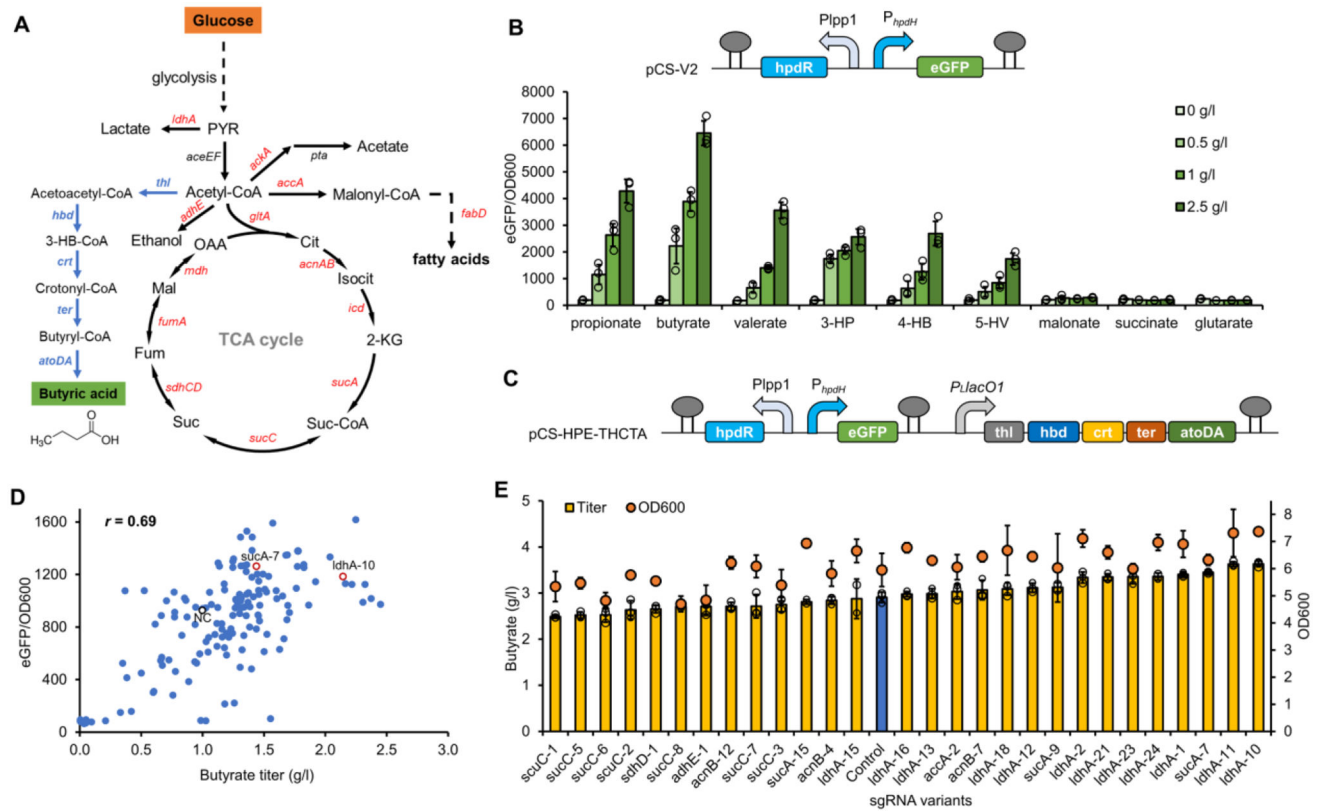 A
Glucose
glycolysis
Lactate
ldhA
PYR
aceEF
ackA
pta
Acetate
Acetoacetyl-CoA
thl
Acetyl-CoA
accA
Malonyl-CoA
hbd
adhE
gltA
fabD
3-HB-CoA
Ethanol
OAA
Cit
fatty acids
crt
mdh
acnAB
Crotonyl-CoA
Mal
Isocit
ter
fumA
icd
Butyryl-CoA
TCA cycle
2-KG
atoDA
Fum
Butyric acid
sdhCD
sucA
Suc
Suc-CoA
O
H3C
OH
sucC
B
Plpp1
PhpdH
pCS-V2
hpdR
eGFP
eGFP/OD600
8000
7000
6000
5000
4000
3000
2000
1000
0
0 g/l
0.5 g/l
1 g/l
2.5 g/l
propionate
butyrate
valerate
3-HP
4-HB
5-HV
malonate
succinate
glutarate
C
Plpp1
PhpdH
PLlacO1
pCS-HPE-THCTA
hpdR
eGFP
thl
hbd
crt
ter
atoDA
D
r = 0.69
eGFP/OD600
1600
1200
800
400
0
sucA-7
ldhA-10
NC
0.0 0.5 1.0 1.5 2.0 2.5 3.0
Butyrate titer (g/l)
E
Titer
OD600
Butyrate (g/l)
5
4
3
2
1
0
8
7
6
5
4
3
2
1
0
OD600
scuC-1
sucC-5
sucC-6
sucC-2
sdhD-1
sucC-8
adhE-1
acnB-12
sucC-7
sucC-3
sucA-15
acnB-4
ldhA-15
Control
ldhA-16
ldhA-13
accA-2
acnB-7
ldhA-18
ldhA-12
sucA-9
ldhA-2
ldhA-21
ldhA-23
ldhA-24
ldhA-1
sucA-7
ldhA-11
ldhA-10
sgRNA variants